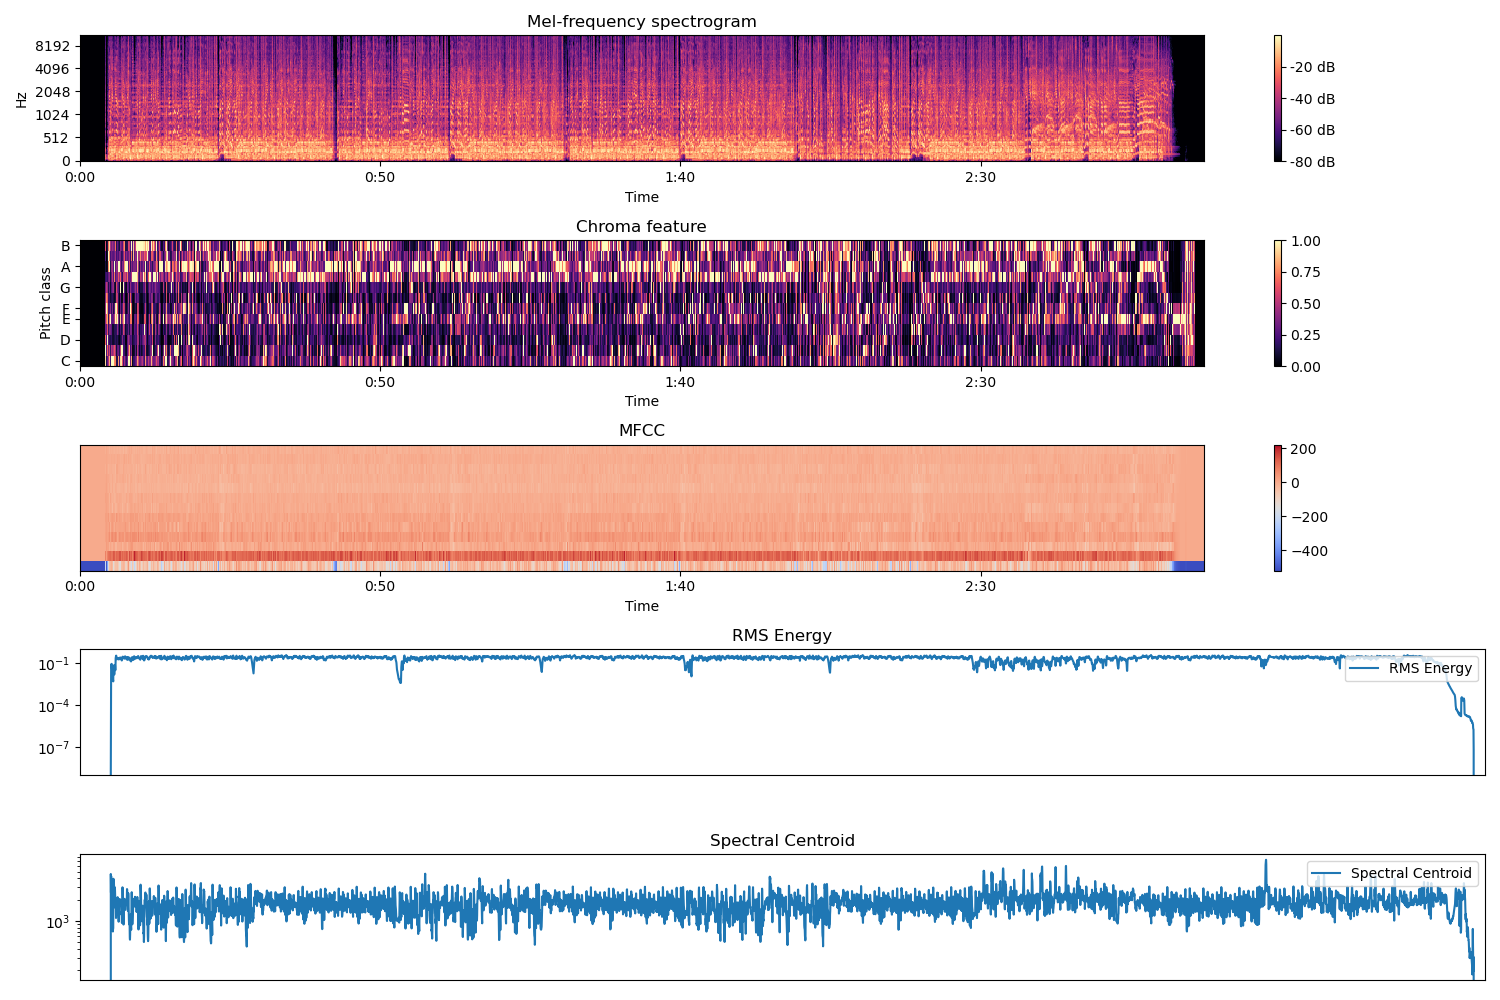 Mel-frequency spectrogram
Hz
8192
4096
2048
1024
512
0
0:00
0:50
1:40
2:30
Time
-20 dB
-40 dB
-60 dB
-80 dB
Chroma feature
Pitch class
B
A
G
E
E
D
C
0:00
0:50
1:40
2:30
Time
1.00
0.75
0.50
0.25
0.00
MFCC
0:00
0:50
1:40
2:30
Time
200
0
−200
−400
RMS Energy
10⁻¹
10⁻⁴
10⁻⁷
RMS Energy
Spectral Centroid
10³
Spectral Centroid